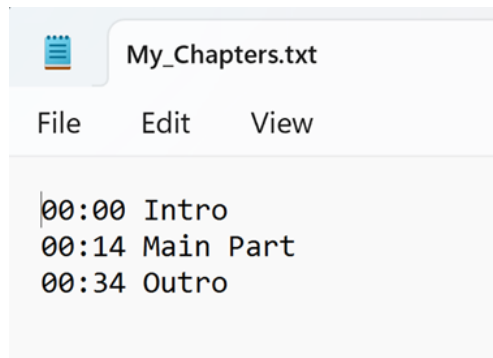 My_Chapters.txt
File Edit View
00:00 Intro
00:14 Main Part
00:34 Outro